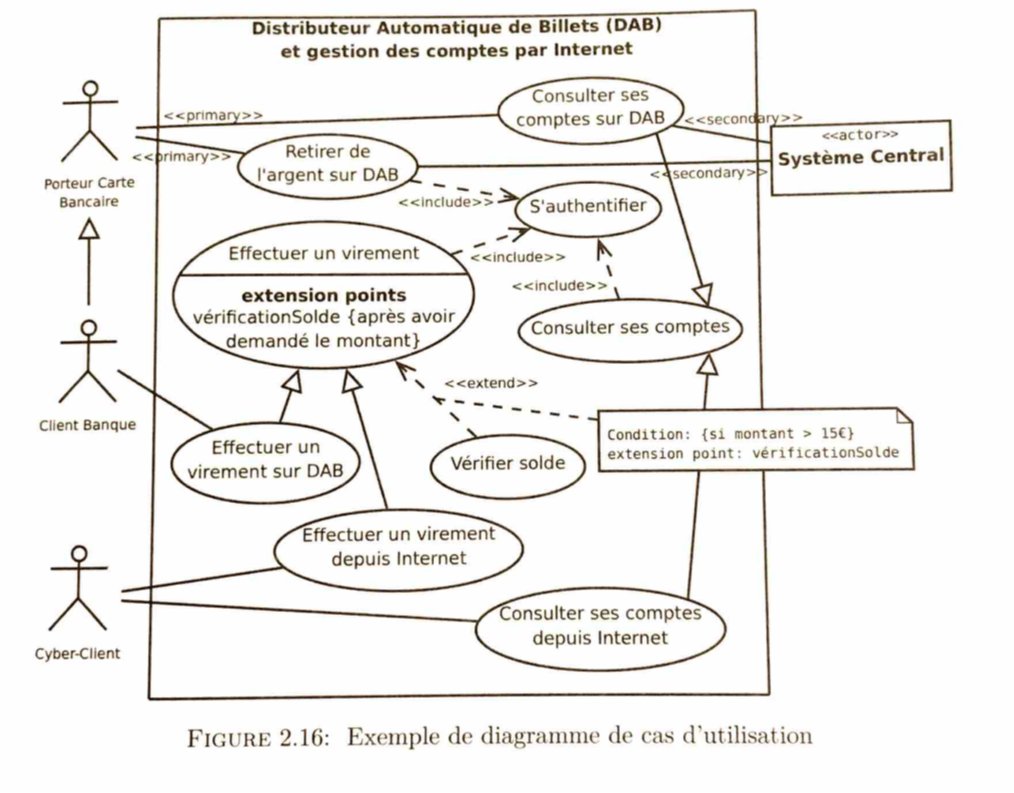 Distributeur Automatique de Billets (DAB)
et gestion des comptes par Internet
Consulter ses
comptes sur DAB
<<primary>>
<<secondary>>
<<actor>>
Système Central
<<primary>>
Retirer de
l'argent sur DAB
<<secondary>>
Porteur Carte
Bancaire
<<include>>
S'authentifier
Effectuer un virement
<<include>>
<<include>>
extension points
vérificationSolde {après avoir
demandé le montant}
Consulter ses comptes
<<extend>>
Client Banque
Condition: {si montant > 15€}
extension point: vérificationSolde
Effectuer un
virement sur DAB
Vérifier solde
Effectuer un virement
depuis Internet
Consulter ses comptes
depuis Internet
Cyber-Client
FIGURE 2.16: Exemple de diagramme de cas d'utilisation